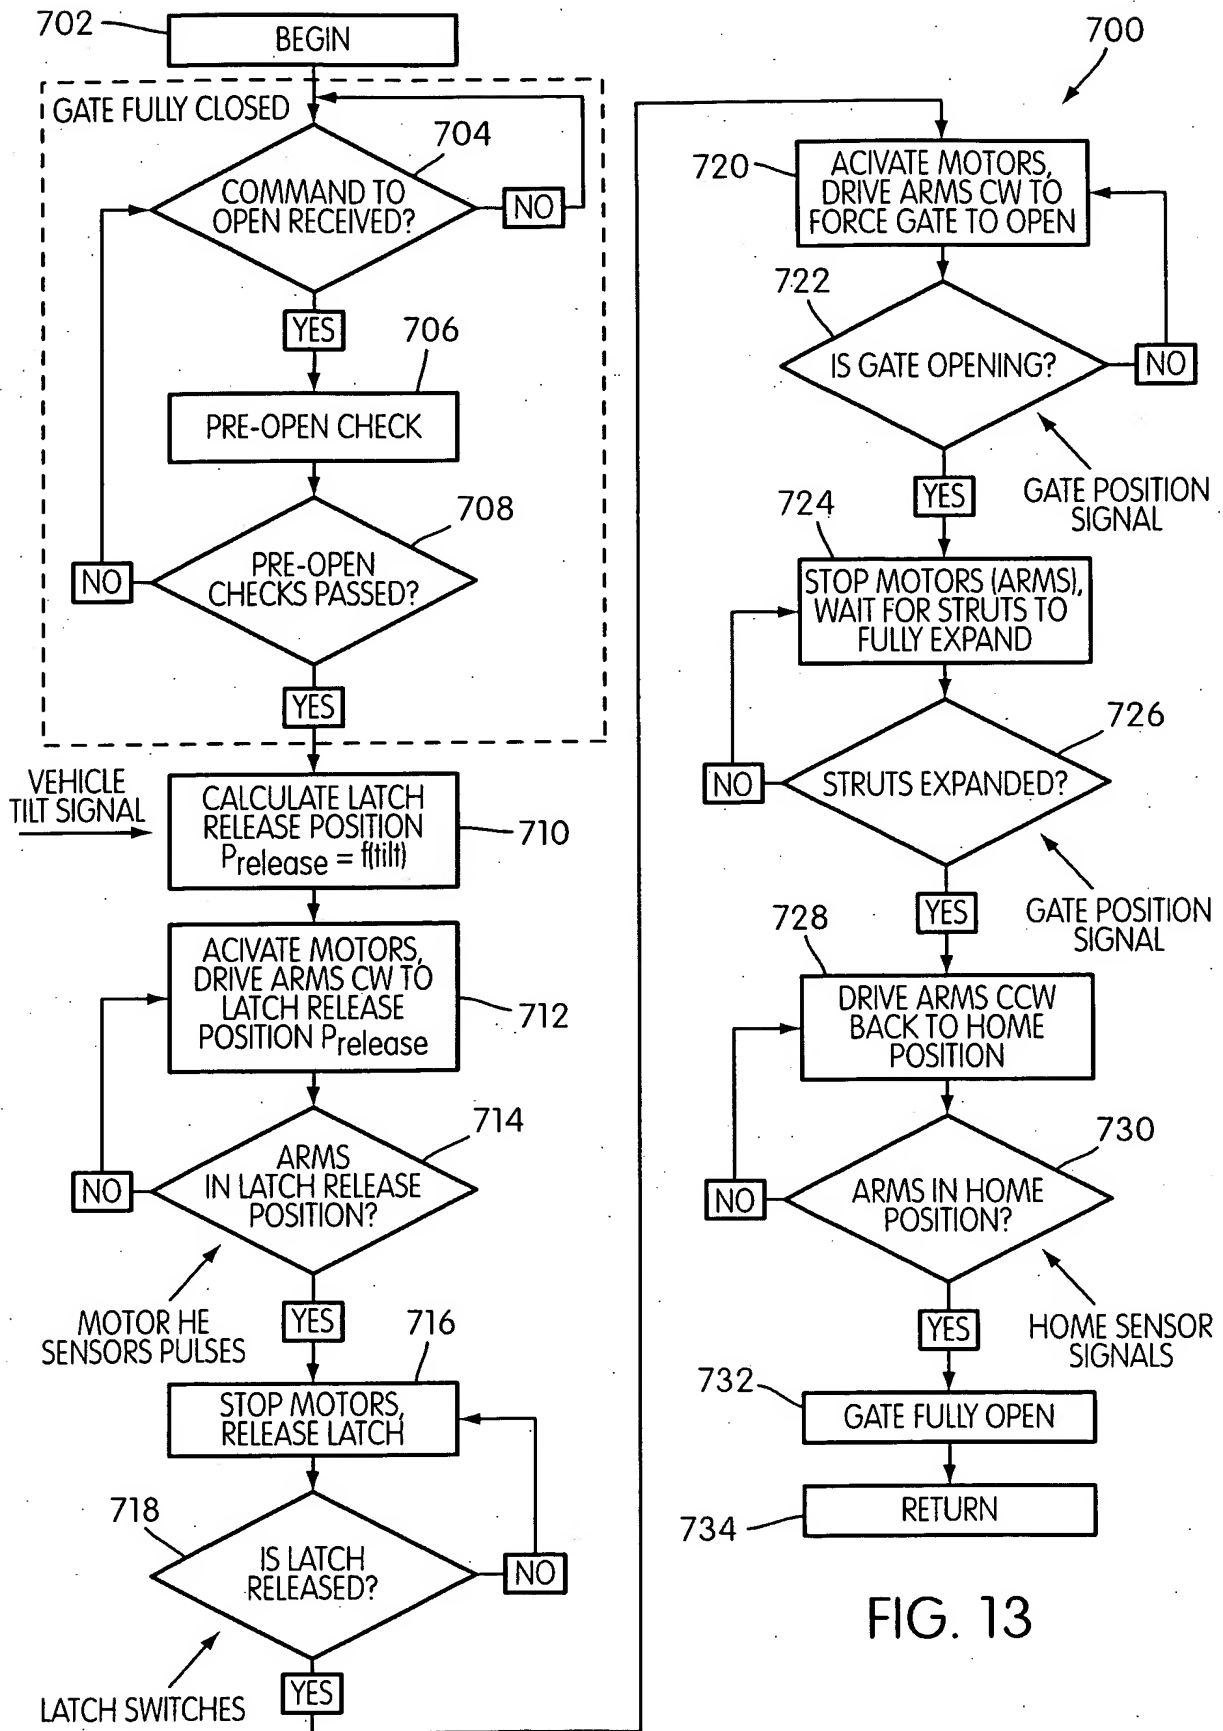 702
BEGIN
GATE FULLY CLOSED
704
COMMAND TO
OPEN RECEIVED?
NO
YES
706
PRE-OPEN CHECK
708
PRE-OPEN
CHECKS PASSED?
NO
YES
VEHICLE
TILT SIGNAL
CALCULATE LATCH
RELEASE POSITION
Prelease = f(tilt)
710
ACIVATE MOTORS,
DRIVE ARMS CW TO
LATCH RELEASE
POSITION Prelease
712
714
ARMS
IN LATCH RELEASE
POSITION?
NO
MOTOR HE
SENSORS PULSES
YES
716
STOP MOTORS,
RELEASE LATCH
718
IS LATCH
RELEASED?
NO
LATCH SWITCHES
YES
700
720
ACIVATE MOTORS,
DRIVE ARMS CW TO
FORCE GATE TO OPEN
722
IS GATE OPENING?
NO
GATE POSITION
SIGNAL
YES
724
STOP MOTORS (ARMS),
WAIT FOR STRUTS TO
FULLY EXPAND
726
STRUTS EXPANDED?
NO
GATE POSITION
SIGNAL
YES
728
DRIVE ARMS CCW
BACK TO HOME
POSITION
730
ARMS IN HOME
POSITION?
NO
HOME SENSOR
SIGNALS
YES
732
GATE FULLY OPEN
RETURN
734
FIG. 13